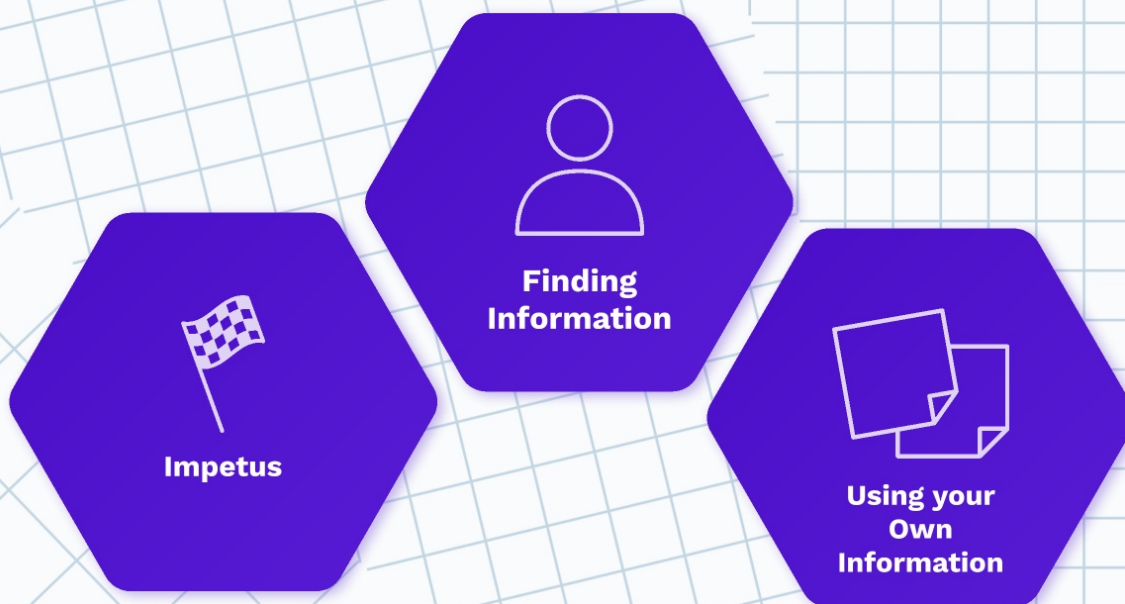 Impetus
Finding
Information
Using your
Own
Information